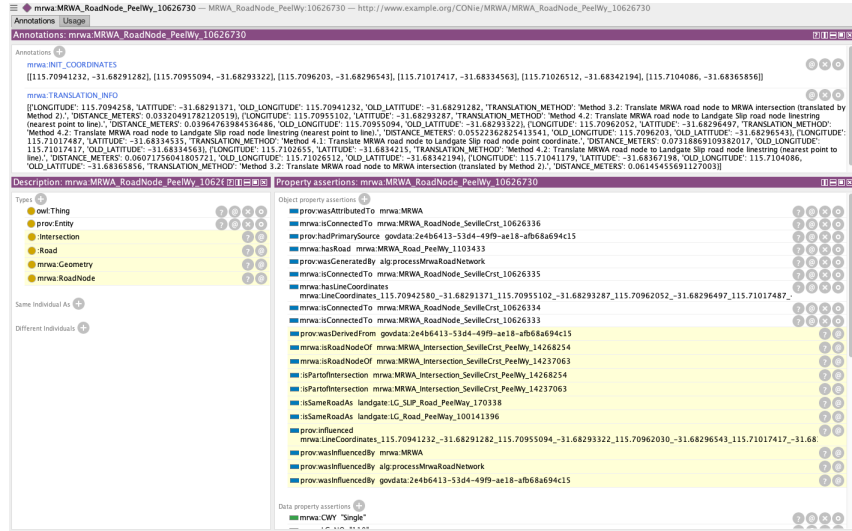 mrwa:MRWA_RoadNode_PeelWy_10626730 — MRWA_RoadNode_PeelWy:10626730 — http://www.example.org/CONie/MRWA/MRWA_RoadNode_PeelWy_10626730
Annotations Usage
Annotations: mrwa:MRWA_RoadNode_PeelWy_10626730
Annotations
mrwa:INIT_COORDINATES
[[115.70941232, -31.68291282], [115.70955094, -31.68293322], [115.7096203, -31.68296543], [115.71017417, -31.68334563], [115.71026512, -31.68342194], [115.7104086, -31.68365856]]
mrwa:TRANSLATION_INFO
[{'LONGITUDE': 115.7094258, 'LATITUDE': -31.68291371, 'OLD_LONGITUDE': 115.70941232, 'OLD_LATITUDE': -31.68291282, 'TRANSLATION_METHOD': 'Method 3.2: Translate MRWA road node to MRWA intersection (translated by
Method 2).', 'DISTANCE_METERS': 0.03320491782120519}, {'LONGITUDE': 115.70955102, 'LATITUDE': -31.68293287, 'TRANSLATION_METHOD': 'Method 4.2: Translate MRWA road node to Landgate Slip road node linestring
(nearest point to line).', 'DISTANCE_METERS': 0.03964763984536486, 'OLD_LONGITUDE': 115.70955094, 'OLD_LATITUDE': -31.68293322}, {'LONGITUDE': 115.70962052, 'LATITUDE': -31.68296497, 'TRANSLATION_METHOD':
'Method 4.2: Translate MRWA road node to Landgate Slip road node linestring (nearest point to line).', 'DISTANCE_METERS': 0.05522362825413541, 'OLD_LONGITUDE': 115.7096203, 'OLD_LATITUDE': -31.68296543}, {'LONGITUDE':
115.71017487, 'LATITUDE': -31.68334535, 'TRANSLATION_METHOD': 'Method 4.1: Translate MRWA road node to Landgate Slip road node point coordinate.', 'DISTANCE_METERS': 0.07318869109382017, 'OLD_LONGITUDE':
115.71017417, 'OLD_LATITUDE': -31.68334563}, {'LONGITUDE': 115.7102655, 'LATITUDE': -31.6834215, 'TRANSLATION_METHOD': 'Method 4.2: Translate MRWA road node to Landgate Slip road node linestring (nearest point to
line).', 'DISTANCE_METERS': 0.06071756041805721, 'OLD_LONGITUDE': 115.71026512, 'OLD_LATITUDE': -31.68342194}, {'LONGITUDE': 115.71041179, 'LATITUDE': -31.68367198, 'OLD_LONGITUDE': 115.7104086,
'OLD_LATITUDE': -31.68365856, 'TRANSLATION_METHOD': 'Method 3.2: Translate MRWA road node to MRWA intersection (translated by Method 2).', 'DISTANCE_METERS': 0.06145455691127003}]
Description: mrwa:MRWA_RoadNode_PeelWy_1062€
Types
owl:Thing
prov:Entity
:Intersection
:Road
mrwa:Geometry
mrwa:RoadNode
Same Individual As
Different Individuals
Property assertions: mrwa:MRWA_RoadNode_PeelWy_10626730
Object property assertions
prov:wasAttributedTo mrwa:MRWA
mrwa:isConnectedTo mrwa:MRWA_RoadNode_SevilleCrst_10626336
prov:hadPrimarySource govdata:2e4b6413-53d4-49f9-ae18-afb68a694c15
mrwa:hasRoad mrwa:MRWA_Road_PeelWy_1103433
prov:wasGeneratedBy alg:processMrwaRoadNetwork
mrwa:isConnectedTo mrwa:MRWA_RoadNode_SevilleCrst_10626335
mrwa:hasLineCoordinates
mrwa:LineCoordinates_115.70942580_-31.68291371_115.70955102_-31.68293287_115.70962052_-31.68296497_115.71017487_-
mrwa:isConnectedTo mrwa:MRWA_RoadNode_SevilleCrst_10626334
mrwa:isConnectedTo mrwa:MRWA_RoadNode_SevilleCrst_10626333
prov:wasDerivedFrom govdata:2e4b6413-53d4-49f9-ae18-afb68a694c15
mrwa:isRoadNodeOf mrwa:MRWA_Intersection_SevilleCrst_PeelWy_14268254
mrwa:isRoadNodeOf mrwa:MRWA_Intersection_SevilleCrst_PeelWy_14237063
:isPartofIntersection mrwa:MRWA_Intersection_SevilleCrst_PeelWy_14268254
:isPartofIntersection mrwa:MRWA_Intersection_SevilleCrst_PeelWy_14237063
:isSameRoadAs landgate:LG_SLIP_Road_PeelWay_170338
:isSameRoadAs landgate:LG_Road_PeelWay_100141396
prov:influenced
mrwa:LineCoordinates_115.70941232_-31.68291282_115.70955094_-31.68293322_115.70962030_-31.68296543_115.71017417_-31.68
prov:wasInfluencedBy mrwa:MRWA
prov:wasInfluencedBy alg:processMrwaRoadNetwork
prov:wasInfluencedBy govdata:2e4b6413-53d4-49f9-ae18-afb68a694c15
Data property assertions
mrwa:CWY "Single"